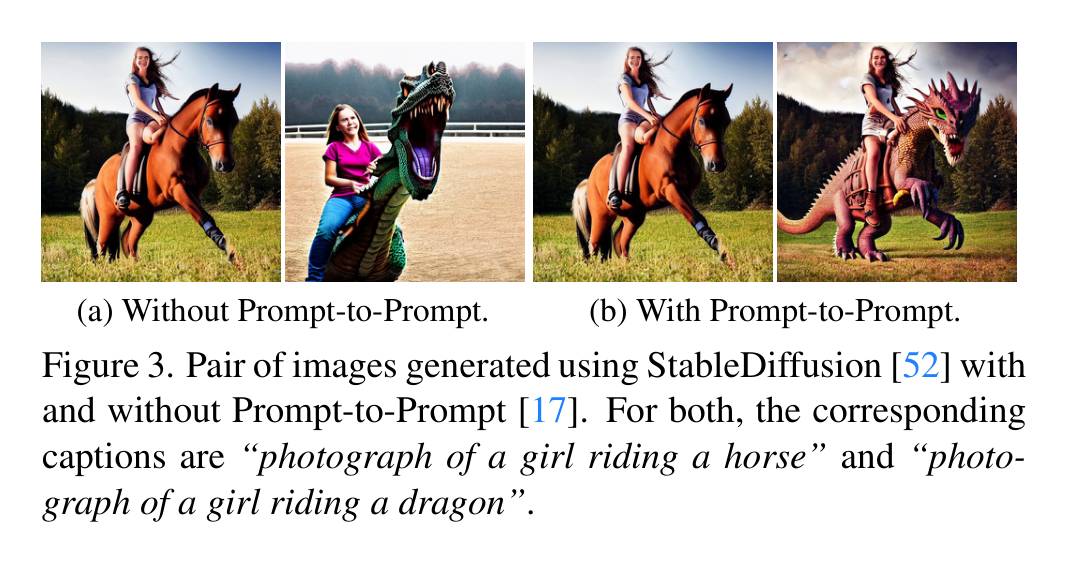 (a) Without Prompt-to-Prompt.
(b) With Prompt-to-Prompt.
Figure 3. Pair of images generated using StableDiffusion [52] with
and without Prompt-to-Prompt [17]. For both, the corresponding
captions are “photograph of a girl riding a horse” and “photo-
graph of a girl riding a dragon”.